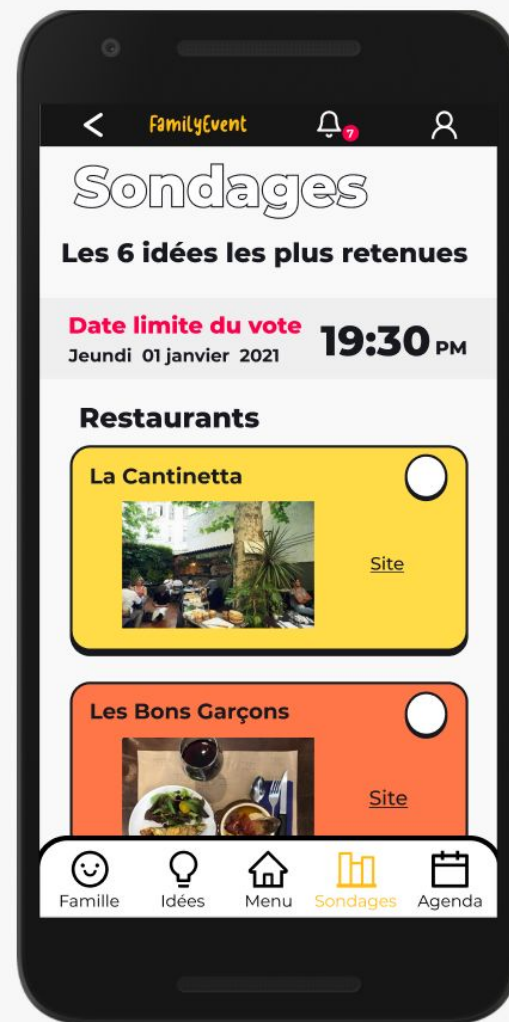 FamilyEvent
7
Sondages
Les 6 idées les plus retenues
Date limite du vote
Jeundi 01 janvier 2021
19:30 PM
Restaurants
La Cantinetta
Site
Les Bons Garçons
Site
Famille Idées Menu Sondages Agenda